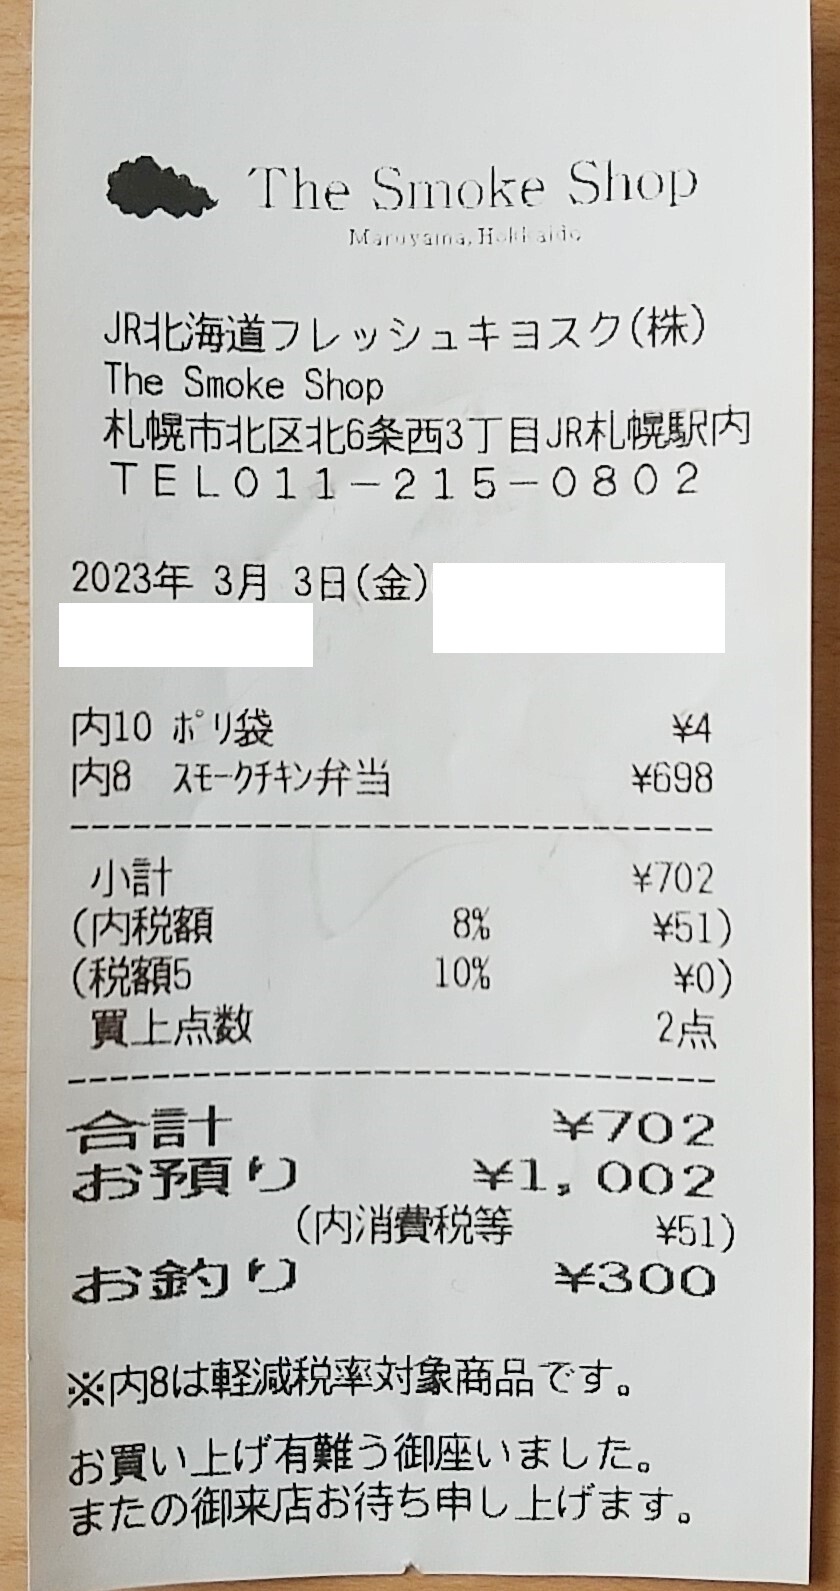 The Smoke Shop
Maruyama, Hokkaido
JR北海道フレッシュキヨスク(株)
The Smoke Shop
札幌市北区北6条西3丁目JR札幌駅内
ＴＥＬ０１１－２１５－０８０２
2023年 3月 3日(金)
内10 ﾎﾟﾘ袋 ¥4
内8 ｽﾓｰｸﾁｷﾝ弁当 ¥698
小計 ¥702
(内税額 8% ¥51)
(税額5 10% ¥0)
買上点数 2点
合計 ¥702
お預り ¥1,002
(内消費税等 ¥51)
お釣り ¥300
※内8は軽減税率対象商品です。
お買い上げ有難う御座いました。
またの御来店お待ち申し上げます。